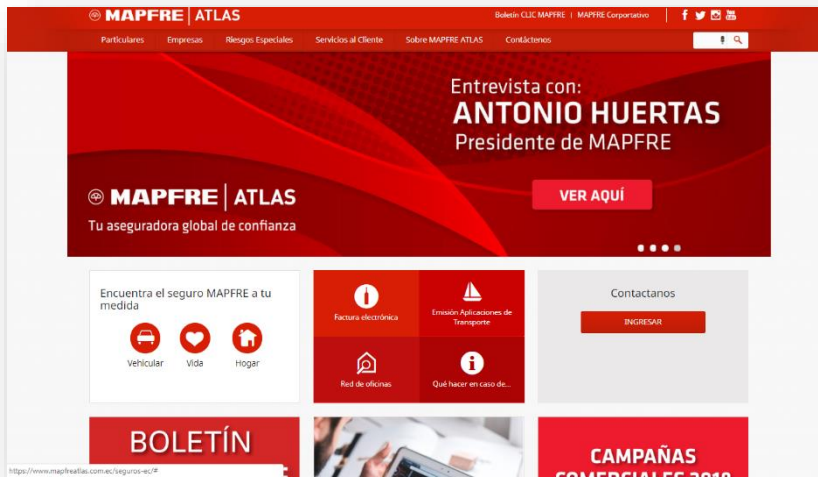 MAPFRE | ATLAS
Boletín CLIC MAPFRE | MAPFRE Corportativo
Particulares Empresas Riesgos Especiales Servicios al Cliente Sobre MAPFRE ATLAS Contáctenos
Entrevista con:
ANTONIO HUERTAS
Presidente de MAPFRE
MAPFRE | ATLAS
Tu aseguradora global de confianza
VER AQUÍ
Encuentra el seguro MAPFRE a tu
medida
Vehicular Vida Hogar
Factura electrónica
Emisión Aplicaciones de
Transporte
Red de oficinas
Qué hacer en caso de...
Contactanos
INGRESAR
BOLETÍN
CAMPAÑAS
COMERCIALES 2019
https://www.mapfreatlas.com.ec/seguros-ec/#